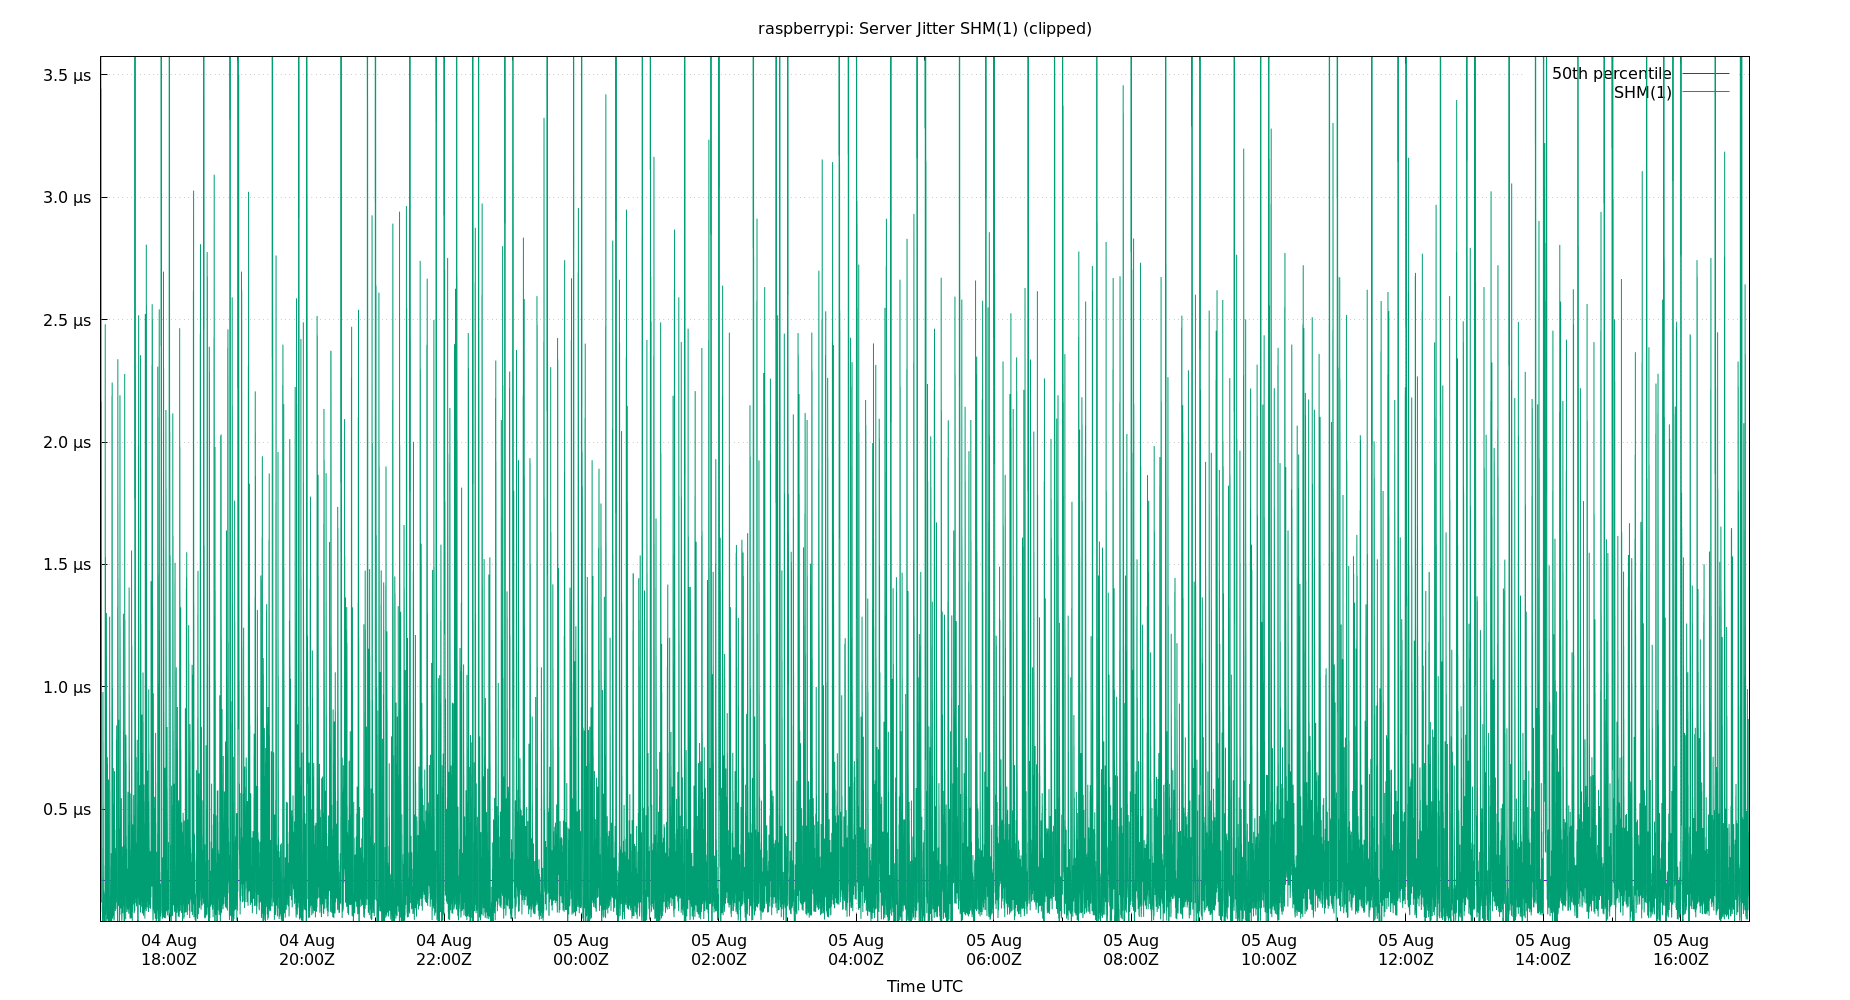 raspberrypi: Server Jitter SHM(1) (clipped)
3.5 µs
50th percentile
SHM(1)
3.0 µs
2.5 µs
2.0 µs
1.5 µs
1.0 µs
0.5 µs
04 Aug 04 Aug 04 Aug 05 Aug 05 Aug 05 Aug 05 Aug 05 Aug 05 Aug 05 Aug 05 Aug 05 Aug
18:00Z 20:00Z 22:00Z 00:00Z 02:00Z 04:00Z 06:00Z 08:00Z 10:00Z 12:00Z 14:00Z 16:00Z
Time UTC